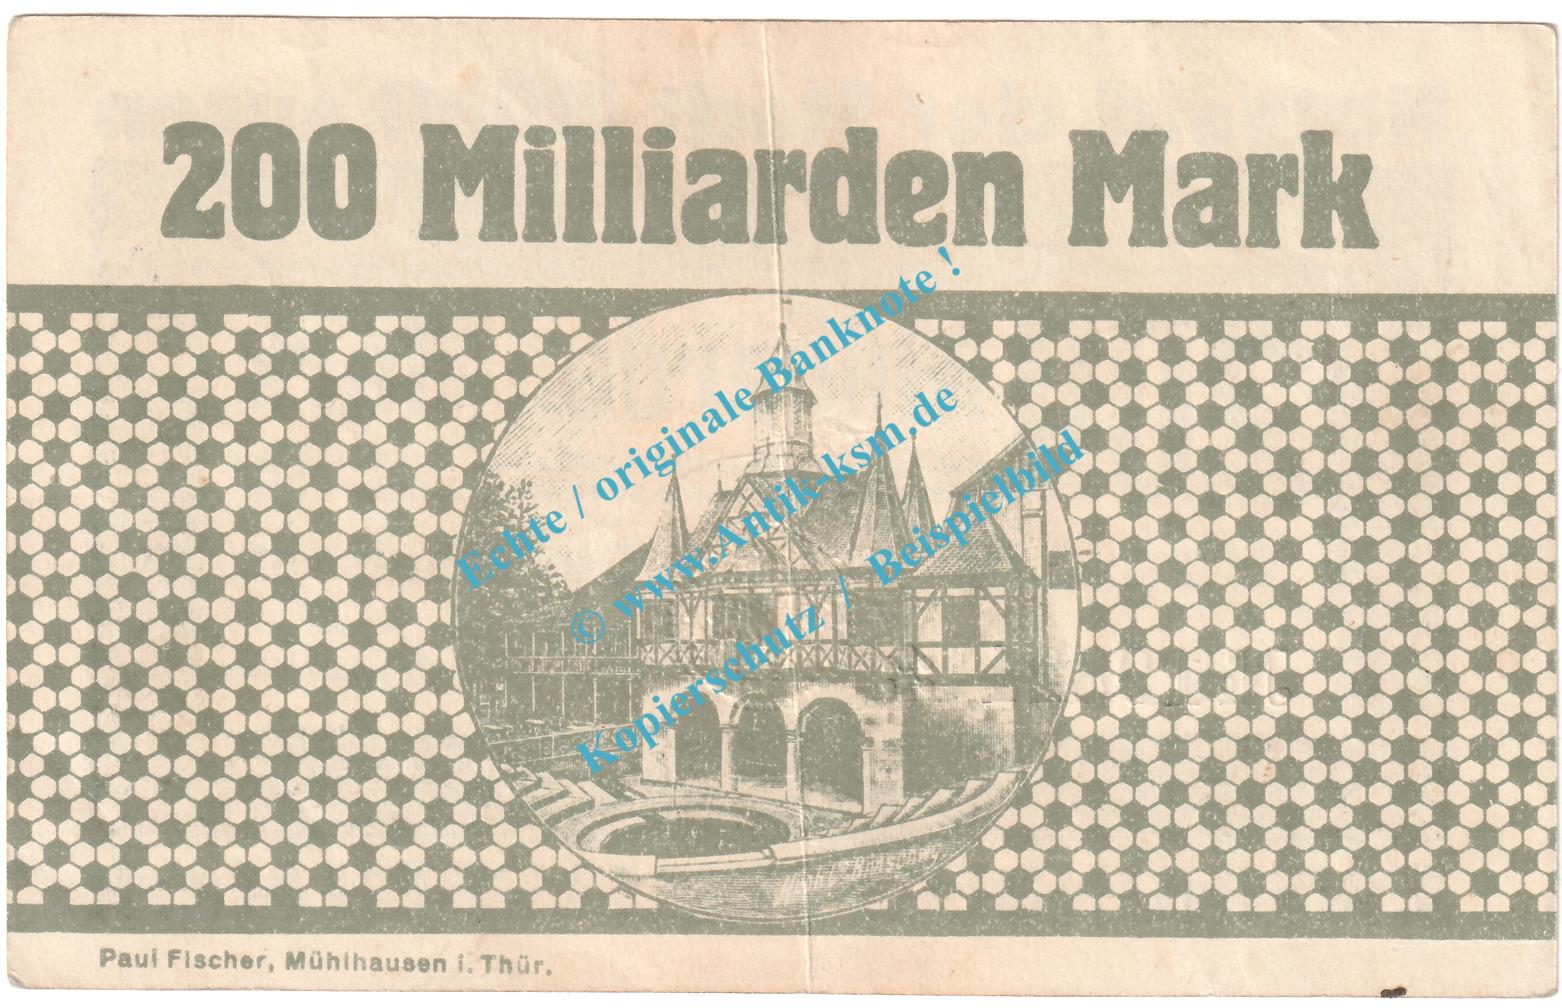 200 Milliarden Mark
Echte / originale Banknote !
© www.Antik-ksm.de
Kopierschutz / Beispielbild
Paul Fischer, Mühlhausen i. Thür.